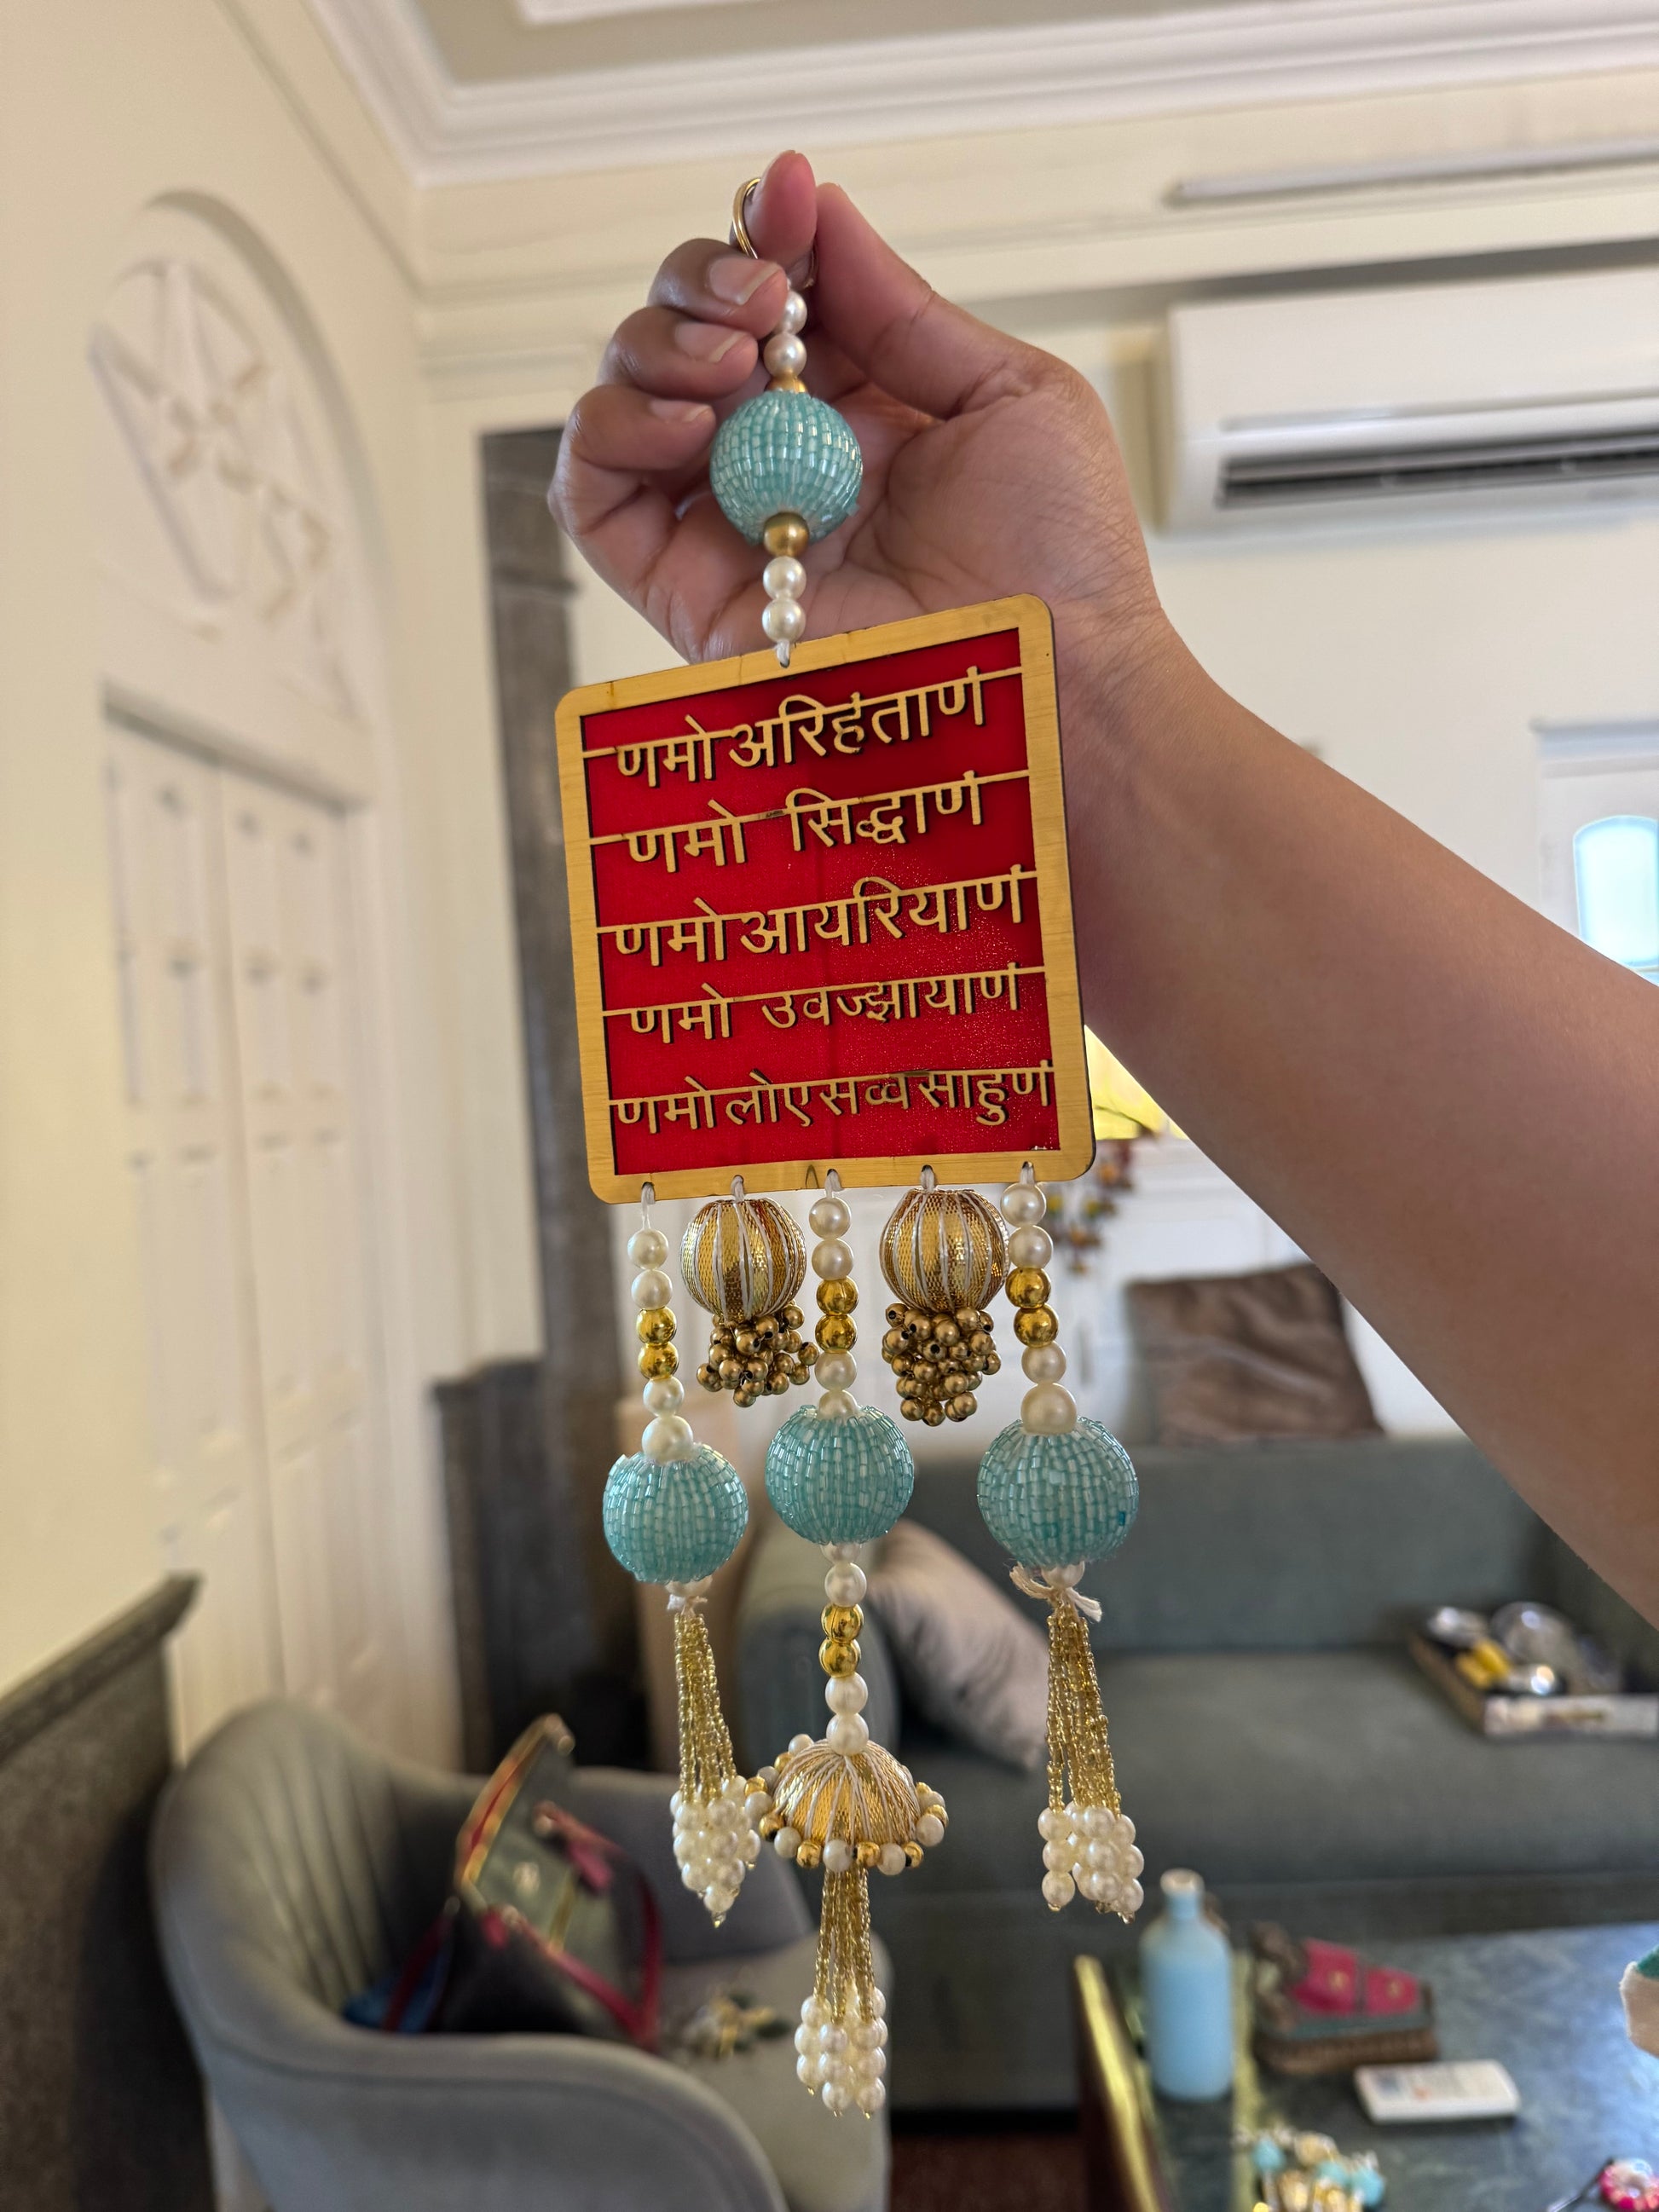 णमो अरिहंताणं
णमो सिद्धाणं
णमो आयरियाणं
णमो उवज्झायाणं
णमो लोए सव्व साहुणं